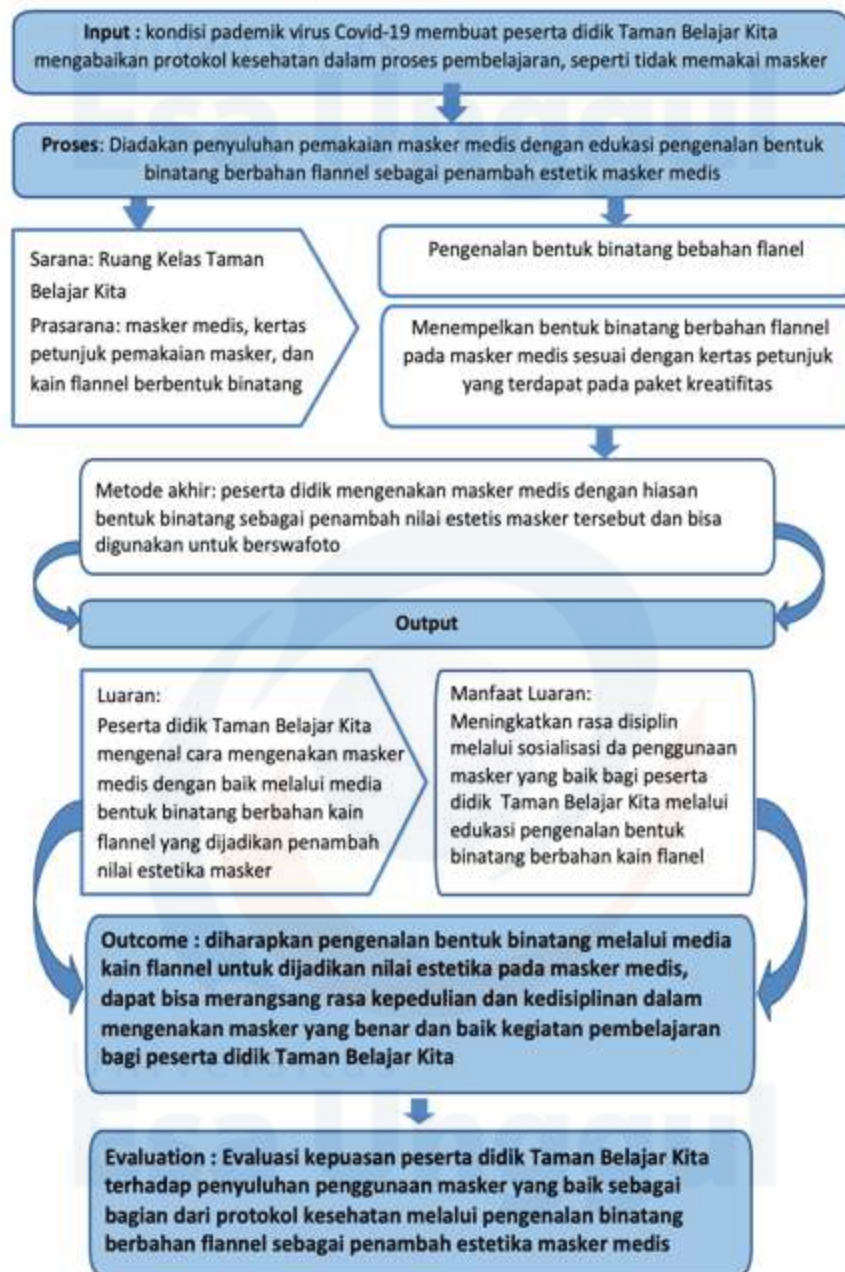 Input : kondisi pademik virus Covid-19 membuat peserta didik Taman Belajar Kita
mengabaikan protokol kesehatan dalam proses pembelajaran, seperti tidak memakai masker
Proses: Diadakan penyuluhan pemakaian masker medis dengan edukasi pengenalan bentuk
binatang berbahan flannel sebagai penambah estetik masker medis
Sarana: Ruang Kelas Taman
Belajar Kita
Prasarana: masker medis, kertas
petunjuk pemakaian masker, dan
kain flannel berbentuk binatang
Pengenalan bentuk binatang bebahan flanel
Menempelkan bentuk binatang berbahan flannel
pada masker medis sesuai dengan kertas petunjuk
yang terdapat pada paket kreatifitas
Metode akhir: peserta didik mengenakan masker medis dengan hiasan
bentuk binatang sebagai penambah nilai estetis masker tersebut dan bisa
digunakan untuk berswafoto
Output
Luaran:
Peserta didik Taman Belajar Kita
mengenal cara mengenakan masker
medis dengan baik melalui media
bentuk binatang berbahan kain
flannel yang dijadikan penambah
nilai estetika masker
Manfaat Luaran:
Meningkatkan rasa disiplin
melalui sosialisasi da penggunaan
masker yang baik bagi peserta
didik Taman Belajar Kita melalui
edukasi pengenalan bentuk
binatang berbahan kain flanel
Outcome : diharapkan pengenalan bentuk binatang melalui media
kain flannel untuk dijadikan nilai estetika pada masker medis,
dapat bisa merangsang rasa kepedulian dan kedisiplinan dalam
mengenakan masker yang benar dan baik kegiatan pembelajaran
bagi peserta didik Taman Belajar Kita
Evaluation : Evaluasi kepuasan peserta didik Taman Belajar Kita
terhadap penyuluhan penggunaan masker yang baik sebagai
bagian dari protokol kesehatan melalui pengenalan binatang
berbahan flannel sebagai penambah estetika masker medis
Esa Unggul
Esa Unggul